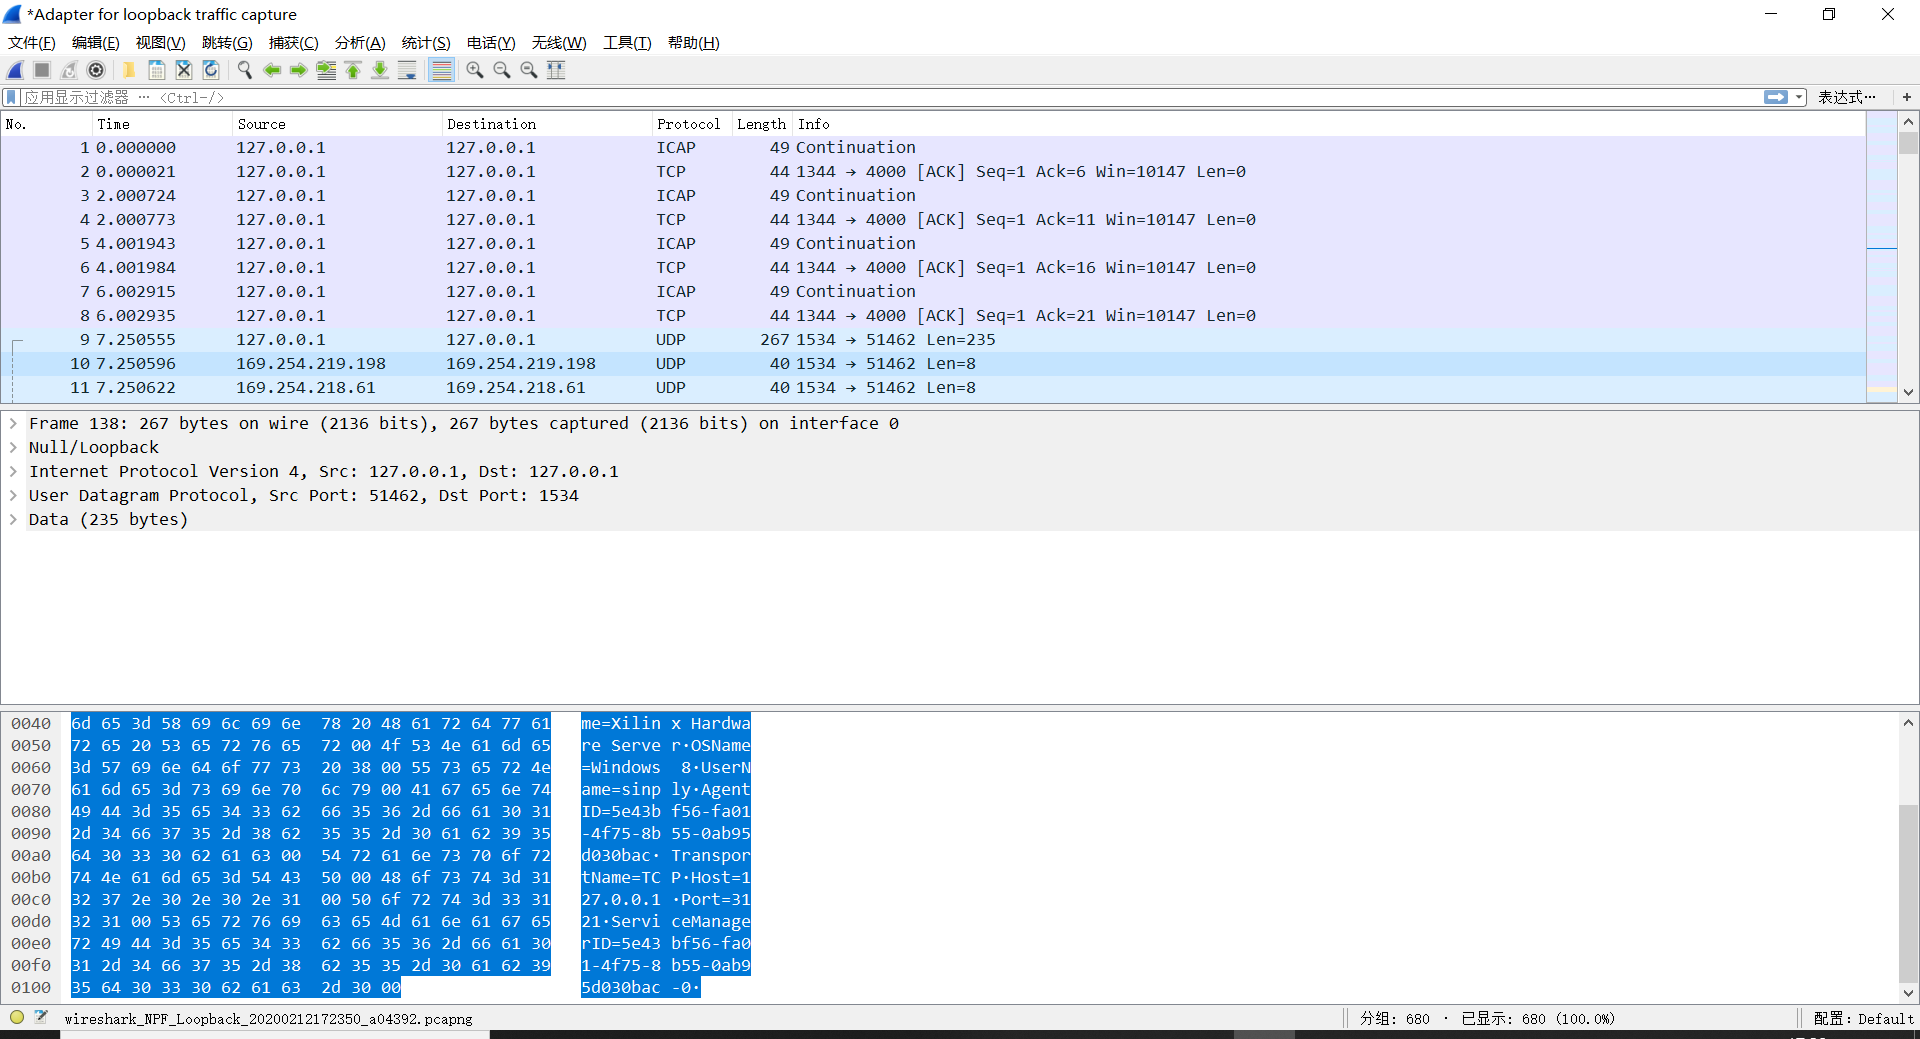 *Adapter for loopback traffic capture
文件(F) 编辑(E) 视图(V) 跳转(G) 捕获(C) 分析(A) 统计(S) 电话(Y) 无线(W) 工具(T) 帮助(H)
应用显示过滤器 … <Ctrl-/> 表达式… +
No. Time Source Destination Protocol Length Info
1 0.000000 127.0.0.1 127.0.0.1 ICAP 49 Continuation
2 0.000021 127.0.0.1 127.0.0.1 TCP 44 1344 → 4000 [ACK] Seq=1 Ack=6 Win=10147 Len=0
3 2.000724 127.0.0.1 127.0.0.1 ICAP 49 Continuation
4 2.000773 127.0.0.1 127.0.0.1 TCP 44 1344 → 4000 [ACK] Seq=1 Ack=11 Win=10147 Len=0
5 4.001943 127.0.0.1 127.0.0.1 ICAP 49 Continuation
6 4.001984 127.0.0.1 127.0.0.1 TCP 44 1344 → 4000 [ACK] Seq=1 Ack=16 Win=10147 Len=0
7 6.002915 127.0.0.1 127.0.0.1 ICAP 49 Continuation
8 6.002935 127.0.0.1 127.0.0.1 TCP 44 1344 → 4000 [ACK] Seq=1 Ack=21 Win=10147 Len=0
9 7.250555 127.0.0.1 127.0.0.1 UDP 267 1534 → 51462 Len=235
10 7.250596 169.254.219.198 169.254.219.198 UDP 40 1534 → 51462 Len=8
11 7.250622 169.254.218.61 169.254.218.61 UDP 40 1534 → 51462 Len=8
Frame 138: 267 bytes on wire (2136 bits), 267 bytes captured (2136 bits) on interface 0
Null/Loopback
Internet Protocol Version 4, Src: 127.0.0.1, Dst: 127.0.0.1
User Datagram Protocol, Src Port: 51462, Dst Port: 1534
Data (235 bytes)
0040 6d 65 3d 58 69 6c 69 6e 78 20 48 61 72 64 77 61 me=Xilin x Hardwa
0050 72 65 20 53 65 72 76 65 72 00 4f 53 4e 61 6d 65 re Serve r·OSName
0060 3d 57 69 6e 64 6f 77 73 20 38 00 55 73 65 72 4e =Windows 8·UserN
0070 61 6d 65 3d 73 69 6e 70 6c 79 00 41 67 65 6e 74 ame=sinp ly·Agent
0080 49 44 3d 35 65 34 33 62 66 35 36 2d 66 61 30 31 ID=5e43b f56-fa01
0090 2d 34 66 37 35 2d 38 62 35 35 2d 30 61 62 39 35 -4f75-8b 55-0ab95
00a0 64 30 33 30 62 61 63 00 54 72 61 6e 73 70 6f 72 d030bac· Transpor
00b0 74 4e 61 6d 65 3d 54 43 50 00 48 6f 73 74 3d 31 tName=TC P·Host=1
00c0 32 37 2e 30 2e 30 2e 31 00 50 6f 72 74 3d 33 31 27.0.0.1 ·Port=31
00d0 32 31 00 53 65 72 76 69 63 65 4d 61 6e 61 67 65 21·Servi ceManage
00e0 72 49 44 3d 35 65 34 33 62 66 35 36 2d 66 61 30 rID=5e43 bf56-fa0
00f0 31 2d 34 66 37 35 2d 38 62 35 35 2d 30 61 62 39 1-4f75-8 b55-0ab9
0100 35 64 30 33 30 62 61 63 2d 30 00 5d030bac -0·
wireshark_NPF_Loopback_20200212172350_a04392.pcapng 分组: 680 · 已显示: 680 (100.0%) 配置: Default